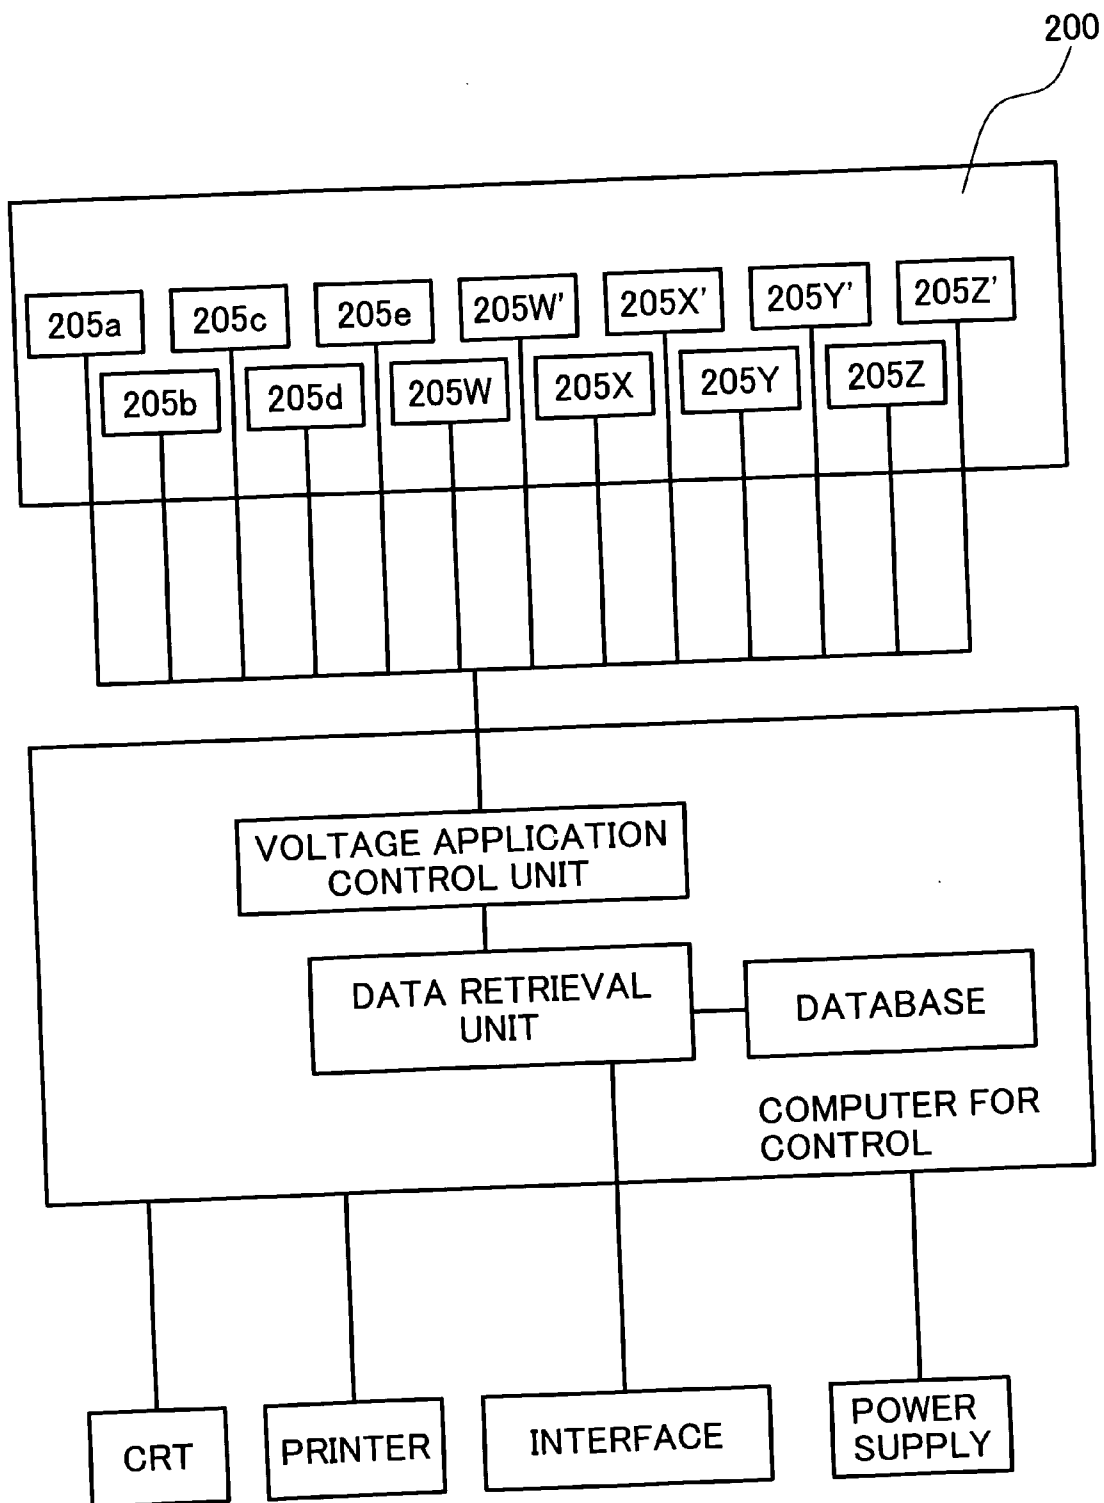 200
205a
205c
205e
205W'
205X'
205Y'
205Z'
205b
205d
205W
205X
205Y
205Z
VOLTAGE APPLICATION
CONTROL UNIT
DATA RETRIEVAL
UNIT
DATABASE
COMPUTER FOR
CONTROL
CRT
PRINTER
INTERFACE
POWER
SUPPLY